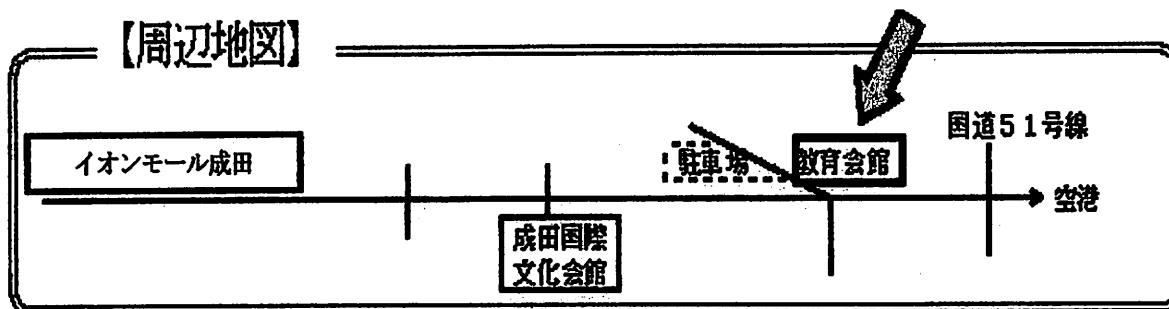 【周辺地図】
国道51号線
イオンモール成田
駐車場
教育会館
空港
成田国際
文化会館